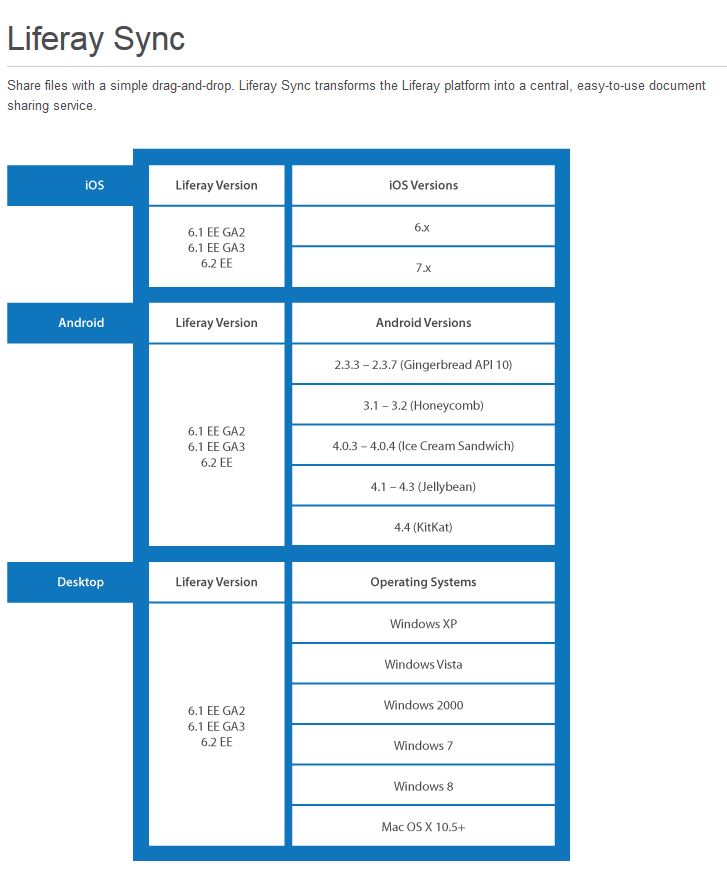 Liferay Sync
Share files with a simple drag-and-drop. Liferay Sync transforms the Liferay platform into a central, easy-to-use document
sharing service.
iOS
Liferay Version
iOS Versions
6.1 EE GA2
6.1 EE GA3
6.2 EE
6.x
7.x
Android
Liferay Version
Android Versions
6.1 EE GA2
6.1 EE GA3
6.2 EE
2.3.3 – 2.3.7 (Gingerbread API 10)
3.1 – 3.2 (Honeycomb)
4.0.3 – 4.0.4 (Ice Cream Sandwich)
4.1 – 4.3 (Jellybean)
4.4 (KitKat)
Desktop
Liferay Version
Operating Systems
6.1 EE GA2
6.1 EE GA3
6.2 EE
Windows XP
Windows Vista
Windows 2000
Windows 7
Windows 8
Mac OS X 10.5+